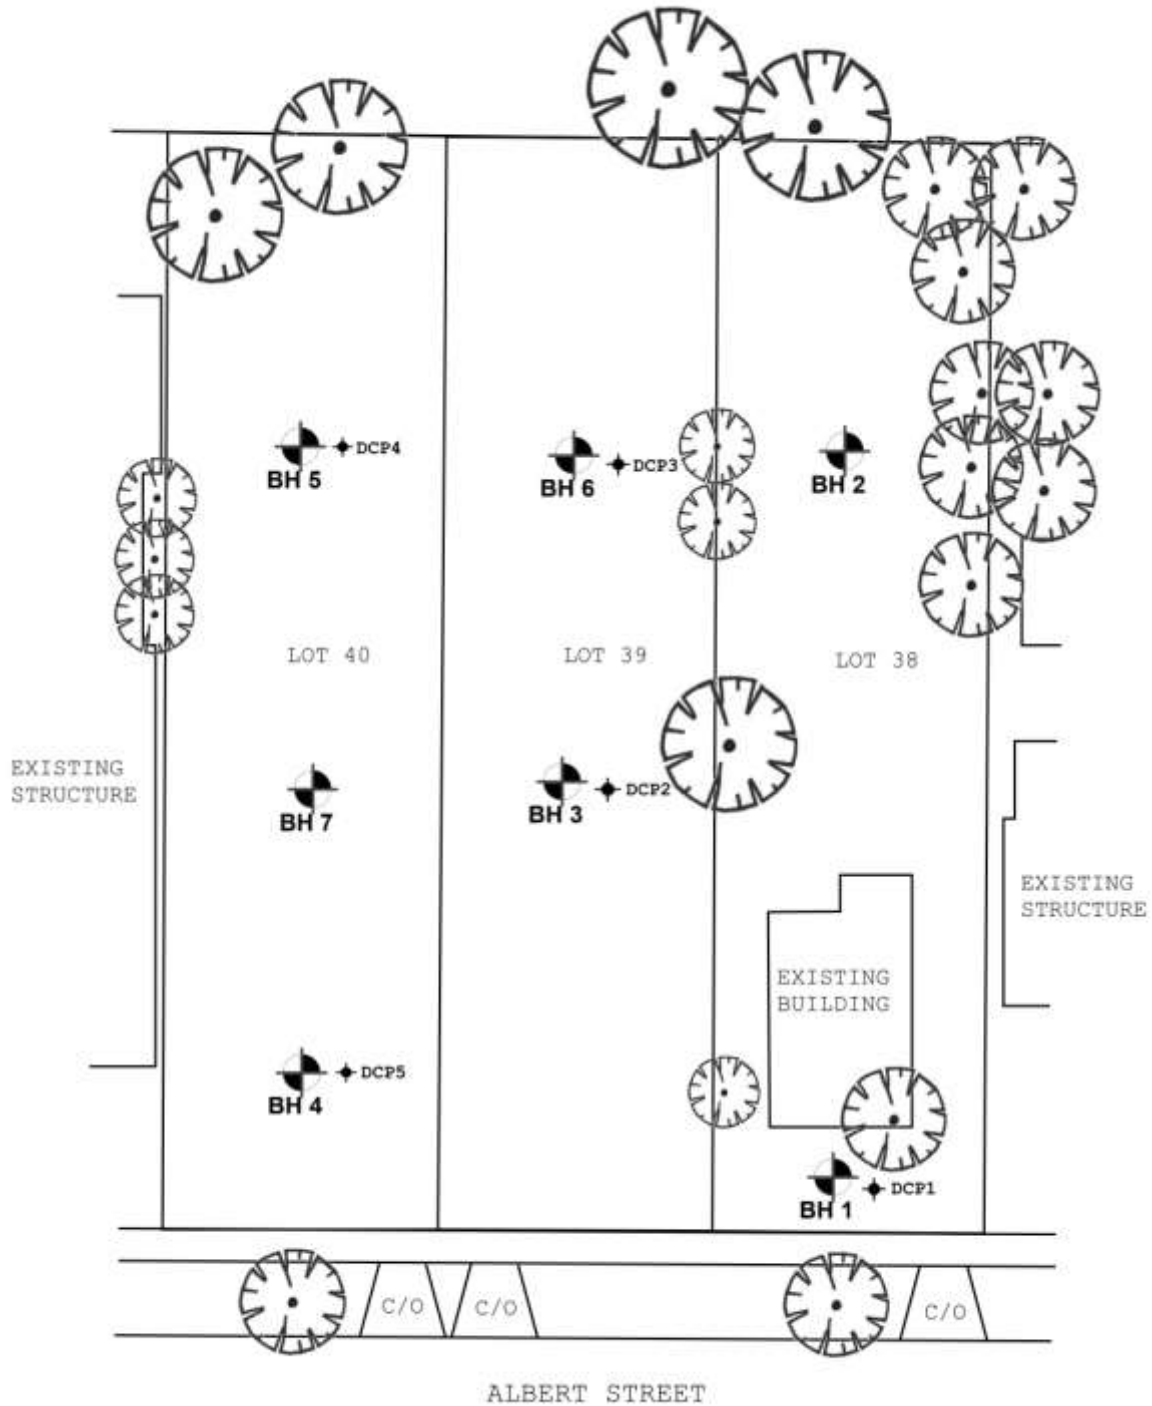 DCP4
BH 5
DCP3
BH 6
BH 2
LOT 40
LOT 39
LOT 38
EXISTING
STRUCTURE
BH 7
DCP2
BH 3
EXISTING
STRUCTURE
EXISTING
BUILDING
DCP5
BH 4
DCP1
BH 1
C/O
C/O
C/O
ALBERT STREET